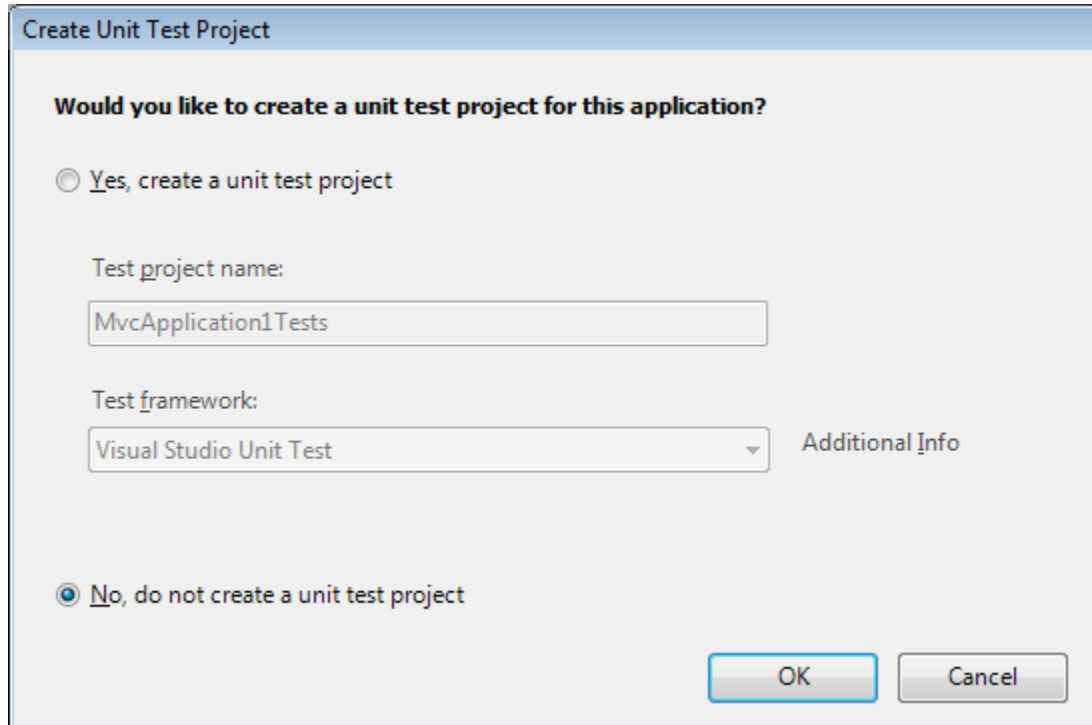 Create Unit Test Project
Would you like to create a unit test project for this application?
Yes, create a unit test project
Test project name:
MvcApplication1Tests
Test framework:
Visual Studio Unit Test
Additional Info
No, do not create a unit test project
OK
Cancel